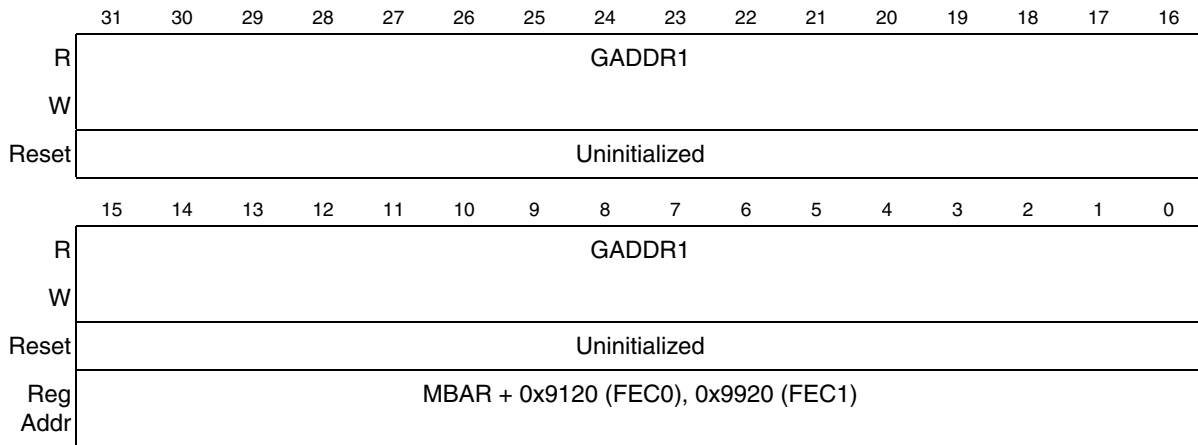 31 30 29 28 27 26 25 24 23 22 21 20 19 18 17 16
R GADDR1
W
Reset Uninitialized
15 14 13 12 11 10 9 8 7 6 5 4 3 2 1 0
R GADDR1
W
Reset Uninitialized
Reg MBAR + 0x9120 (FEC0), 0x9920 (FEC1)
Addr